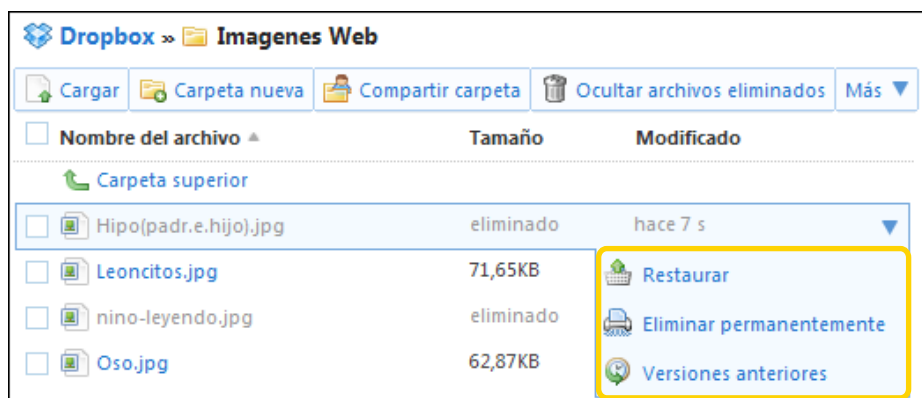 Dropbox » Imagenes Web
Cargar Carpeta nueva Compartir carpeta Ocultar archivos eliminados Más
Nombre del archivo Tamaño Modificado
Carpeta superior
Hipo(padr.e.hijo).jpg eliminado hace 7 s
Leoncitos.jpg 71,65KB Restaurar
nino-leyendo.jpg eliminado Eliminar permanentemente
Oso.jpg 62,87KB Versiones anteriores